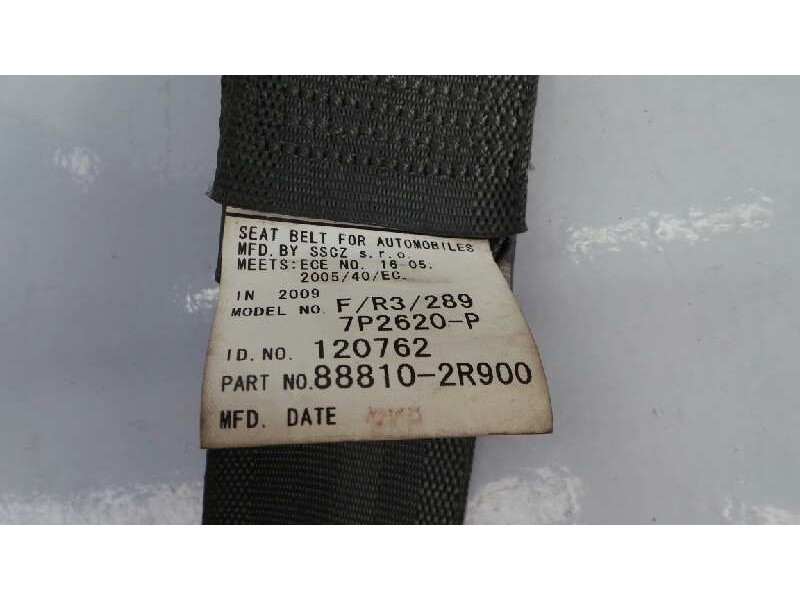 SEAT BELT FOR AUTOMOBILES
MFD. BY SSCZ s.r.o.
MEETS:ECE NO. 16-05.
2005/40/EC.
IN 2009
MODEL NO. F/R3/289
7P2620-P
ID. NO. 120762
PART NO. 88810-2R900
MFD. DATE